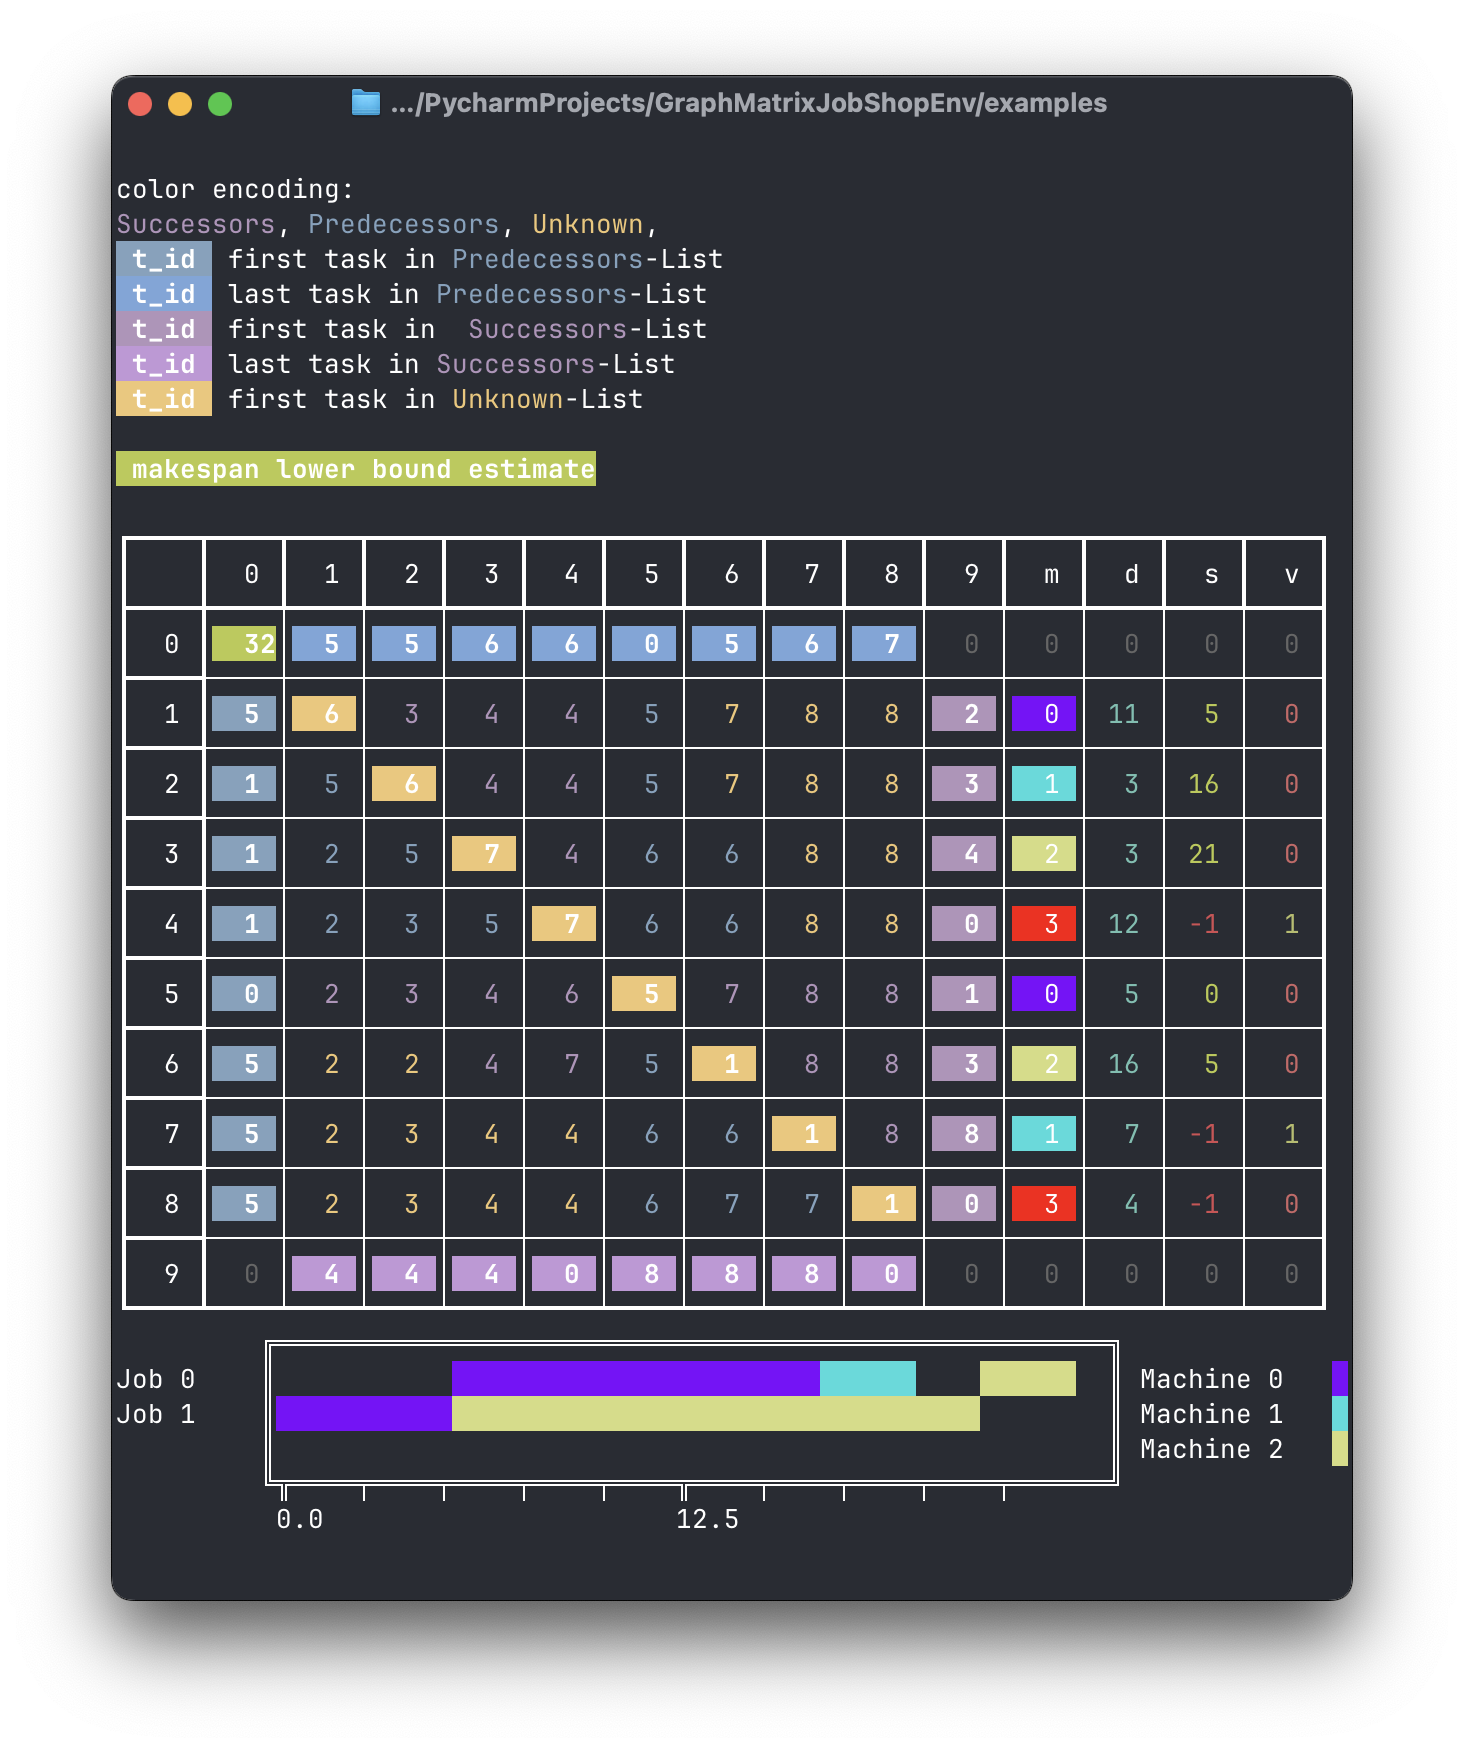 .../PycharmProjects/GraphMatrixJobShopEnv/examples
color encoding:
Successors, Predecessors, Unknown,
t_id first task in Predecessors-List
t_id last task in Predecessors-List
t_id first task in  Successors-List
t_id last task in Successors-List
t_id first task in Unknown-List
makespan lower bound estimate
0 1 2 3 4 5 6 7 8 9 m d s v
0 32 5 5 6 6 0 5 6 7 0 0 0 0 0
1 5 6 3 4 4 5 7 8 8 2 0 11 5 0
2 1 5 6 4 4 5 7 8 8 3 1 3 16 0
3 1 2 5 7 4 6 6 8 8 4 2 3 21 0
4 1 2 3 5 7 6 6 8 8 0 3 12 -1 1
5 0 2 3 4 6 5 7 8 8 1 0 5 0 0
6 5 2 2 4 7 5 1 8 8 3 2 16 5 0
7 5 2 3 4 4 6 6 1 8 8 1 7 -1 1
8 5 2 3 4 4 6 7 7 1 0 3 4 -1 0
9 0 4 4 4 0 8 8 8 0 0 0 0 0 0
Job 0 Machine 0
Job 1 Machine 1
Machine 2
0.0 12.5